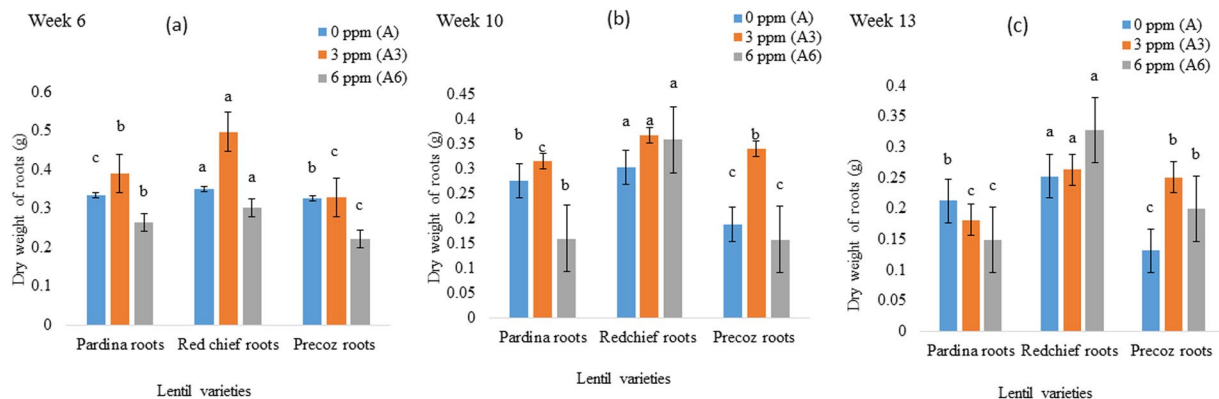 Week 6
(a)
0 ppm (A)
3 ppm (A3)
6 ppm (A6)
Dry weight of roots (g)
0.6
0.5
0.4
0.3
0.2
0.1
0
c
b
b
a
a
a
b
c
c
Pardina roots
Red chief roots
Precoz roots
Lentil varieties
Week 10
(b)
0 ppm (A)
3 ppm (A3)
6 ppm (A6)
Dry weight of roots (g)
0.45
0.4
0.35
0.3
0.25
0.2
0.15
0.1
0.05
0
b
c
b
a
a
a
c
b
c
Pardina roots
Redchief roots
Precoz roots
Lentil varieties
Week 13
(c)
0 ppm (A)
3 ppm (A3)
6 ppm (A6)
Dry weight of roots (g)
0.4
0.35
0.3
0.25
0.2
0.15
0.1
0.05
0
b
c
c
a
a
a
c
b
b
Pardina roots
Redchief roots
Precoz roots
Lentil varieties